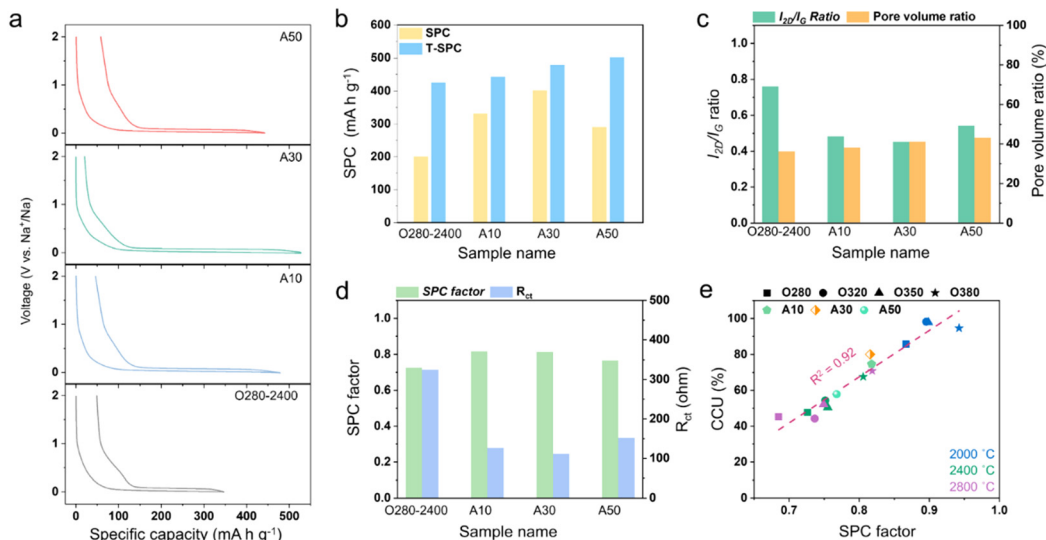 a
A50
A30
A10
O280-2400
2
1
0
2
1
0
2
1
0
2
1
0
Voltage (V vs. Na⁺/Na)
0 100 200 300 400 500
Specific capacity (mA h g⁻¹)
b
SPC
T-SPC
600
500
400
300
200
100
0
SPC (mA h g⁻¹)
O280-2400 A10 A30 A50
Sample name
c
I2D/IG Ratio Pore volume ratio
1.0
0.8
0.6
0.4
0.2
0.0
I2D/IG ratio
100
80
60
40
20
0
Pore volume ratio (%)
O280-2400 A10 A30 A50
Sample name
d
SPC factor Rct
1.0
0.8
0.6
0.4
0.2
0.0
SPC factor
500
400
300
200
100
0
Rct (ohm)
O280-2400 A10 A30 A50
Sample name
e
O280 O320 O350 O380
A10 A30 A50
100
80
60
40
20
0
CCU (%)
R² = 0.92
2000 °C
2400 °C
2800 °C
0.7 0.8 0.9 1.0
SPC factor